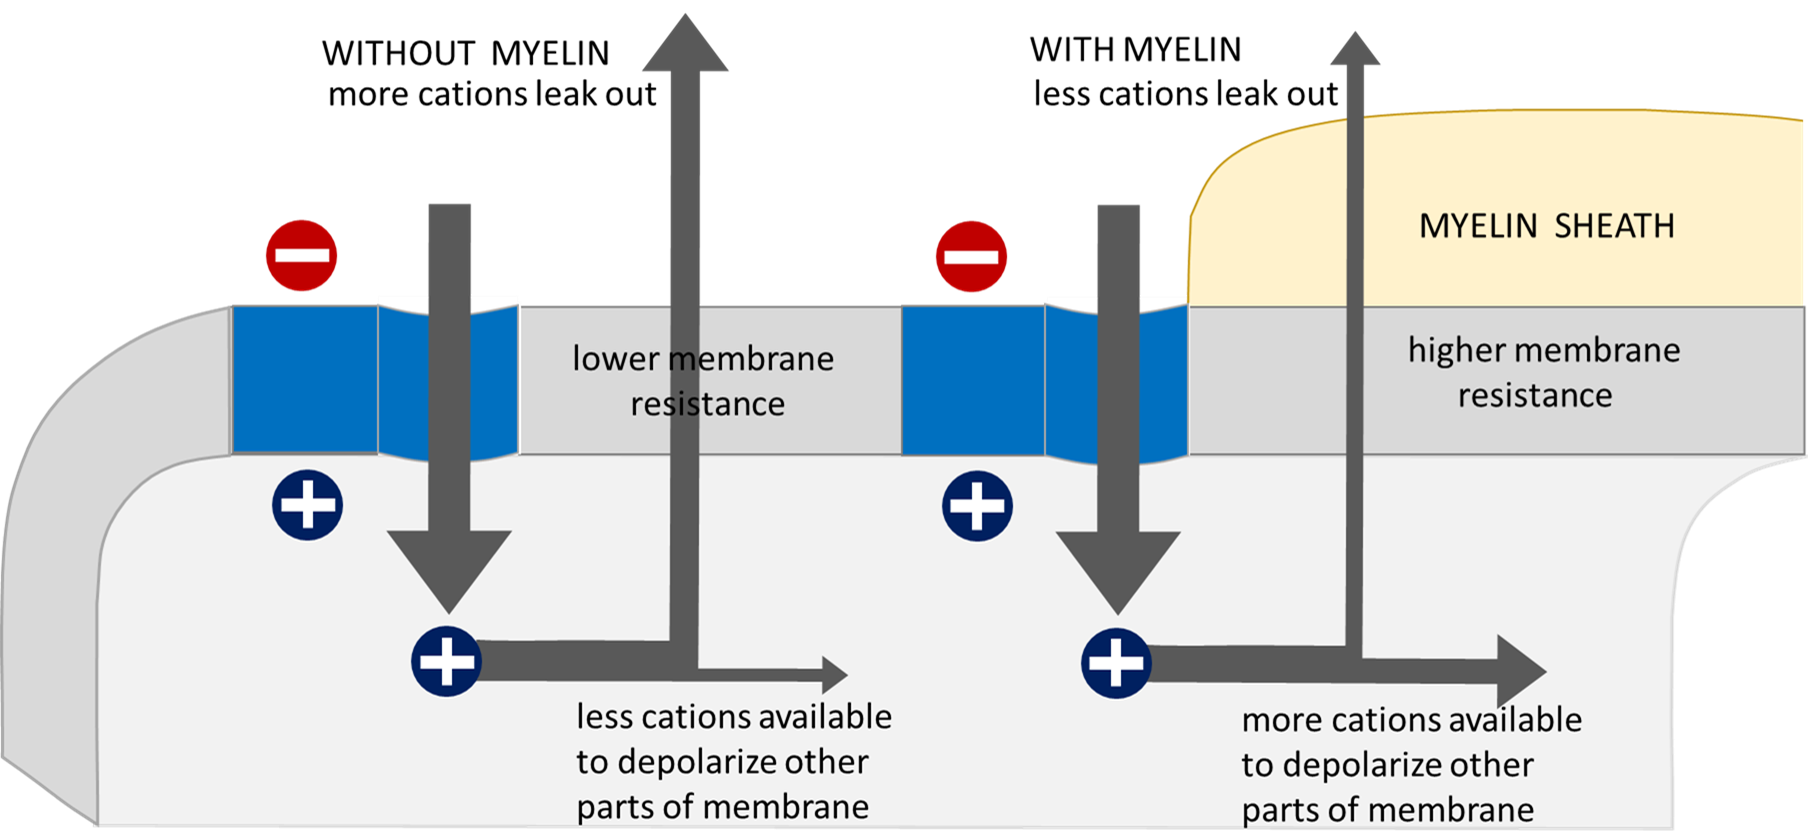 WITHOUT MYELIN
more cations leak out
lower membrane
resistance
less cations available
to depolarize other
parts of membrane
WITH MYELIN
less cations leak out
MYELIN SHEATH
higher membrane
resistance
more cations available
to depolarize other
parts of membrane